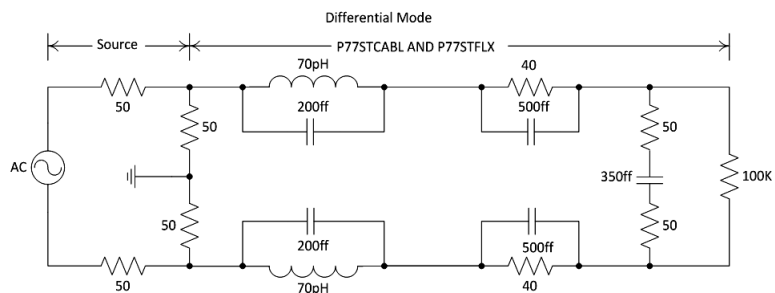 Differential Mode
Source
P77STCABL AND P77STFLX
70pH
40
50
200ff
500ff
50
50
AC
350ff
100K
50
50
200ff
500ff
50
70pH
40